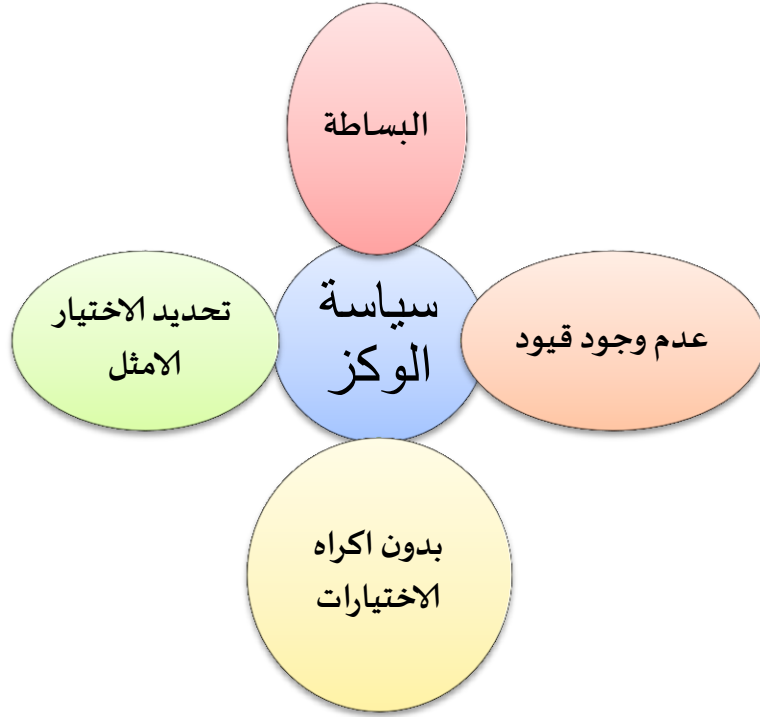 البساطة
سياسة
الوكز
عدم وجود قيود
تحديد الاختيار
الامثل
بدون اكراه
الاختيارات